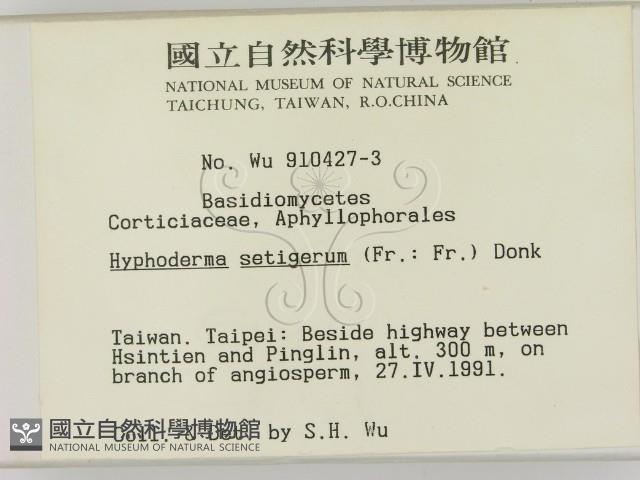 國立自然科學博物館
NATIONAL MUSEUM OF NATURAL SCIENCE
TAICHUNG, TAIWAN, R.O.CHINA
No. Wu 910427-3
Basidiomycetes
Corticiaceae, Aphyllophorales
Hyphoderma setigerum (Fr.: Fr.) Donk
Taiwan. Taipei: Beside highway between
Hsintien and Pinglin, alt. 300 m, on
branch of angiosperm, 27.IV.1991.
Coll. & Det. by S.H. Wu
國立自然科學博物館
NATIONAL MUSEUM OF NATURAL SCIENCE